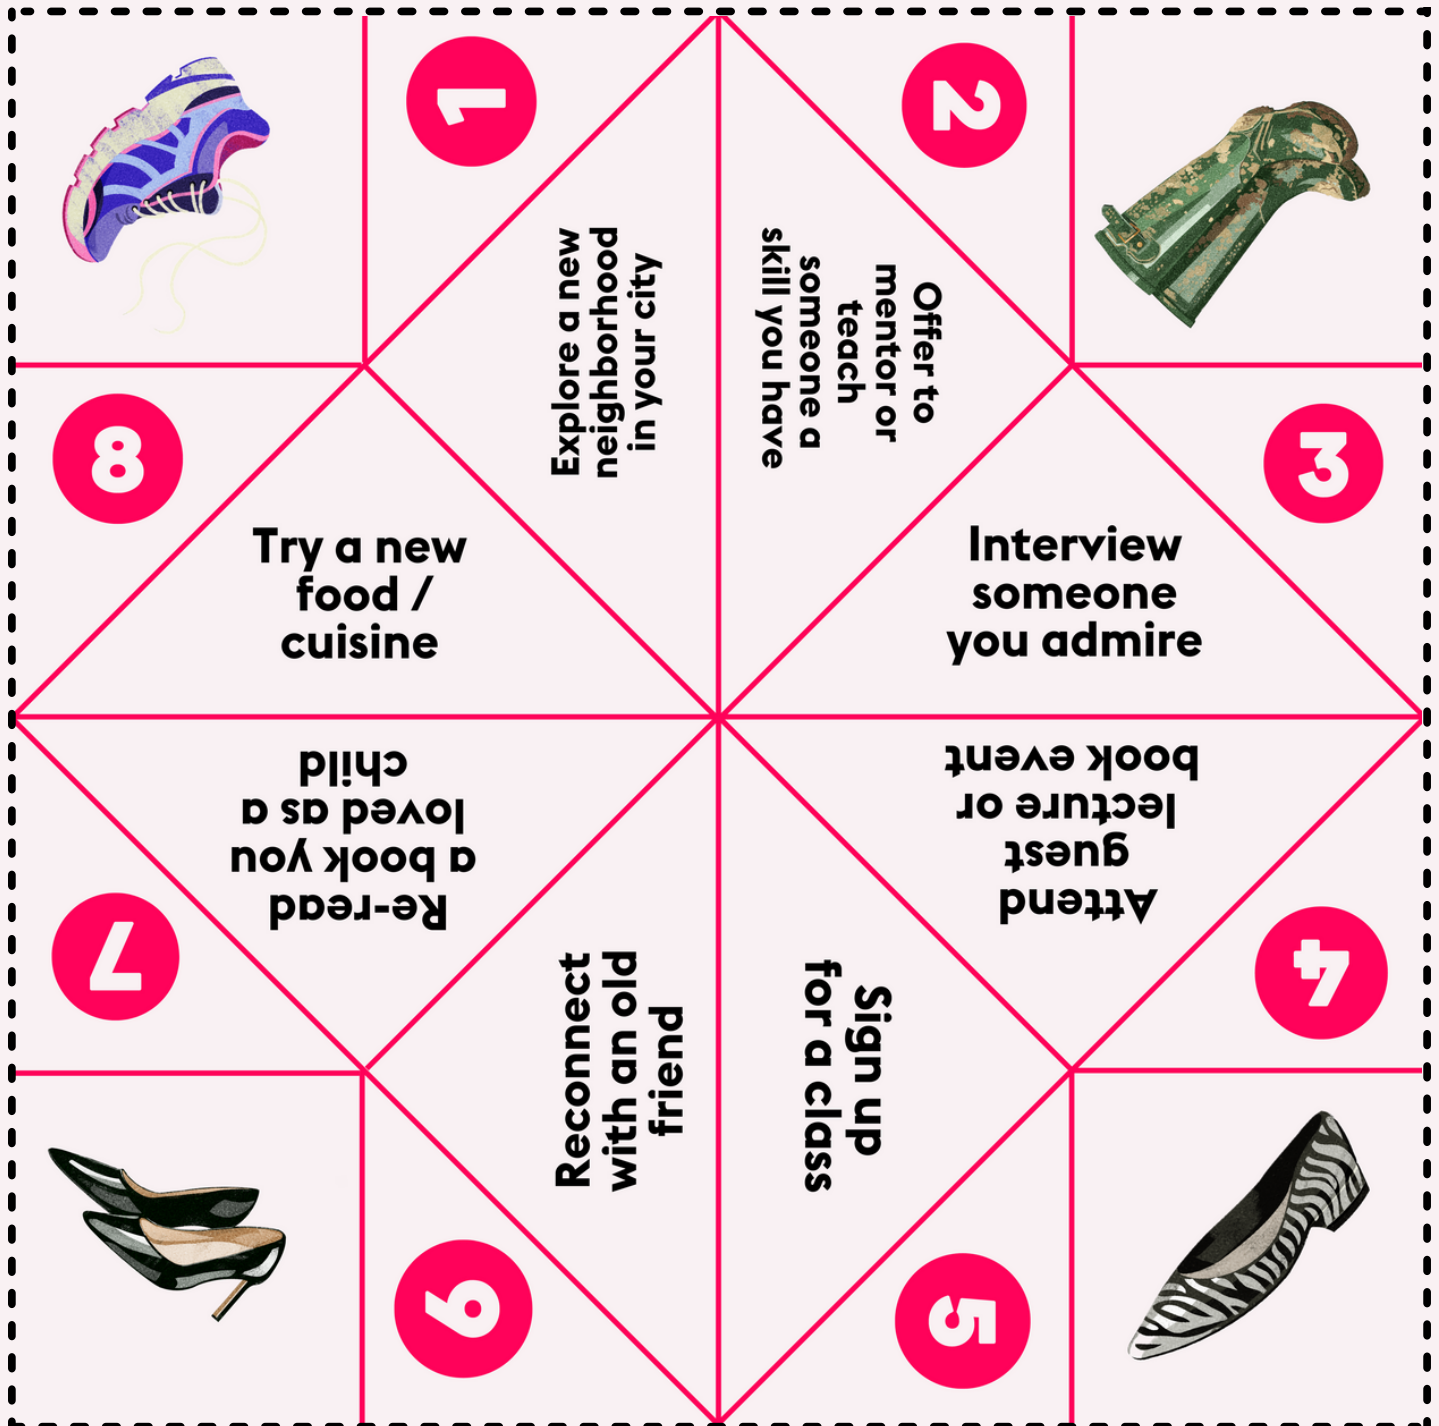 1
Explore a new
neighborhood
in your city
2
Offer to
mentor or
teach
someone a
skill you have
3
Interview
someone
you admire
4
Attend
guest
lecture or
book event
5
Sign up
for a class
6
Reconnect
with an old
friend
7
Re-read
a book you
loved as a
child
8
Try a new
food /
cuisine